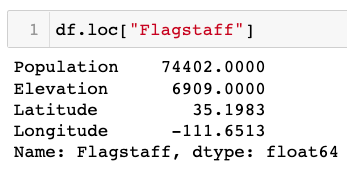 1 df.loc["Flagstaff"]
Population 74402.0000
Elevation 6909.0000
Latitude 35.1983
Longitude -111.6513
Name: Flagstaff, dtype: float64